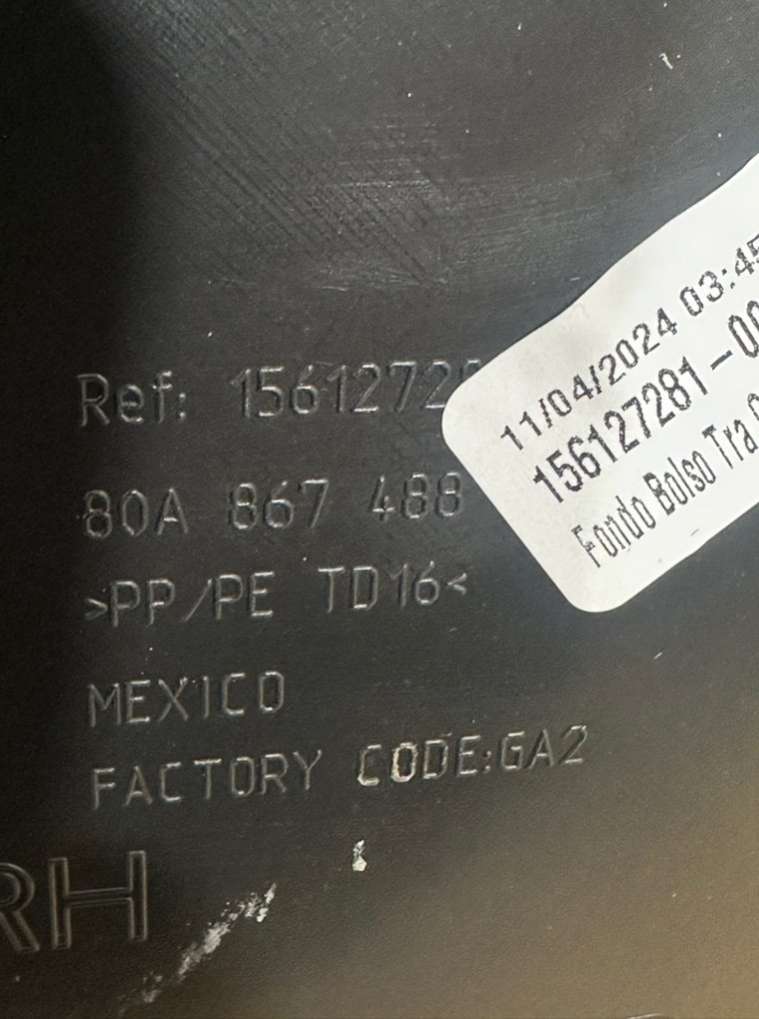 Ref: 1561272
80A 867 488
>PP/PE TD16<
MEXICO
FACTORY CODE:GA2
RH
11/04/2024 03:45
156127281-00
Fondo Bolso Tra